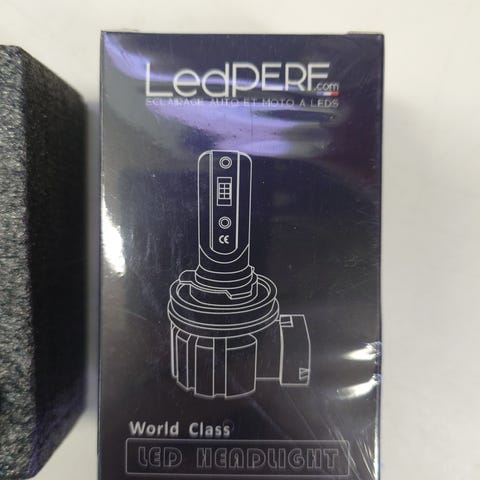 LedPERF.com
ECLAIRAGE AUTO ET MOTO A LEDS
CE
World Class
LED HEADLIGHT